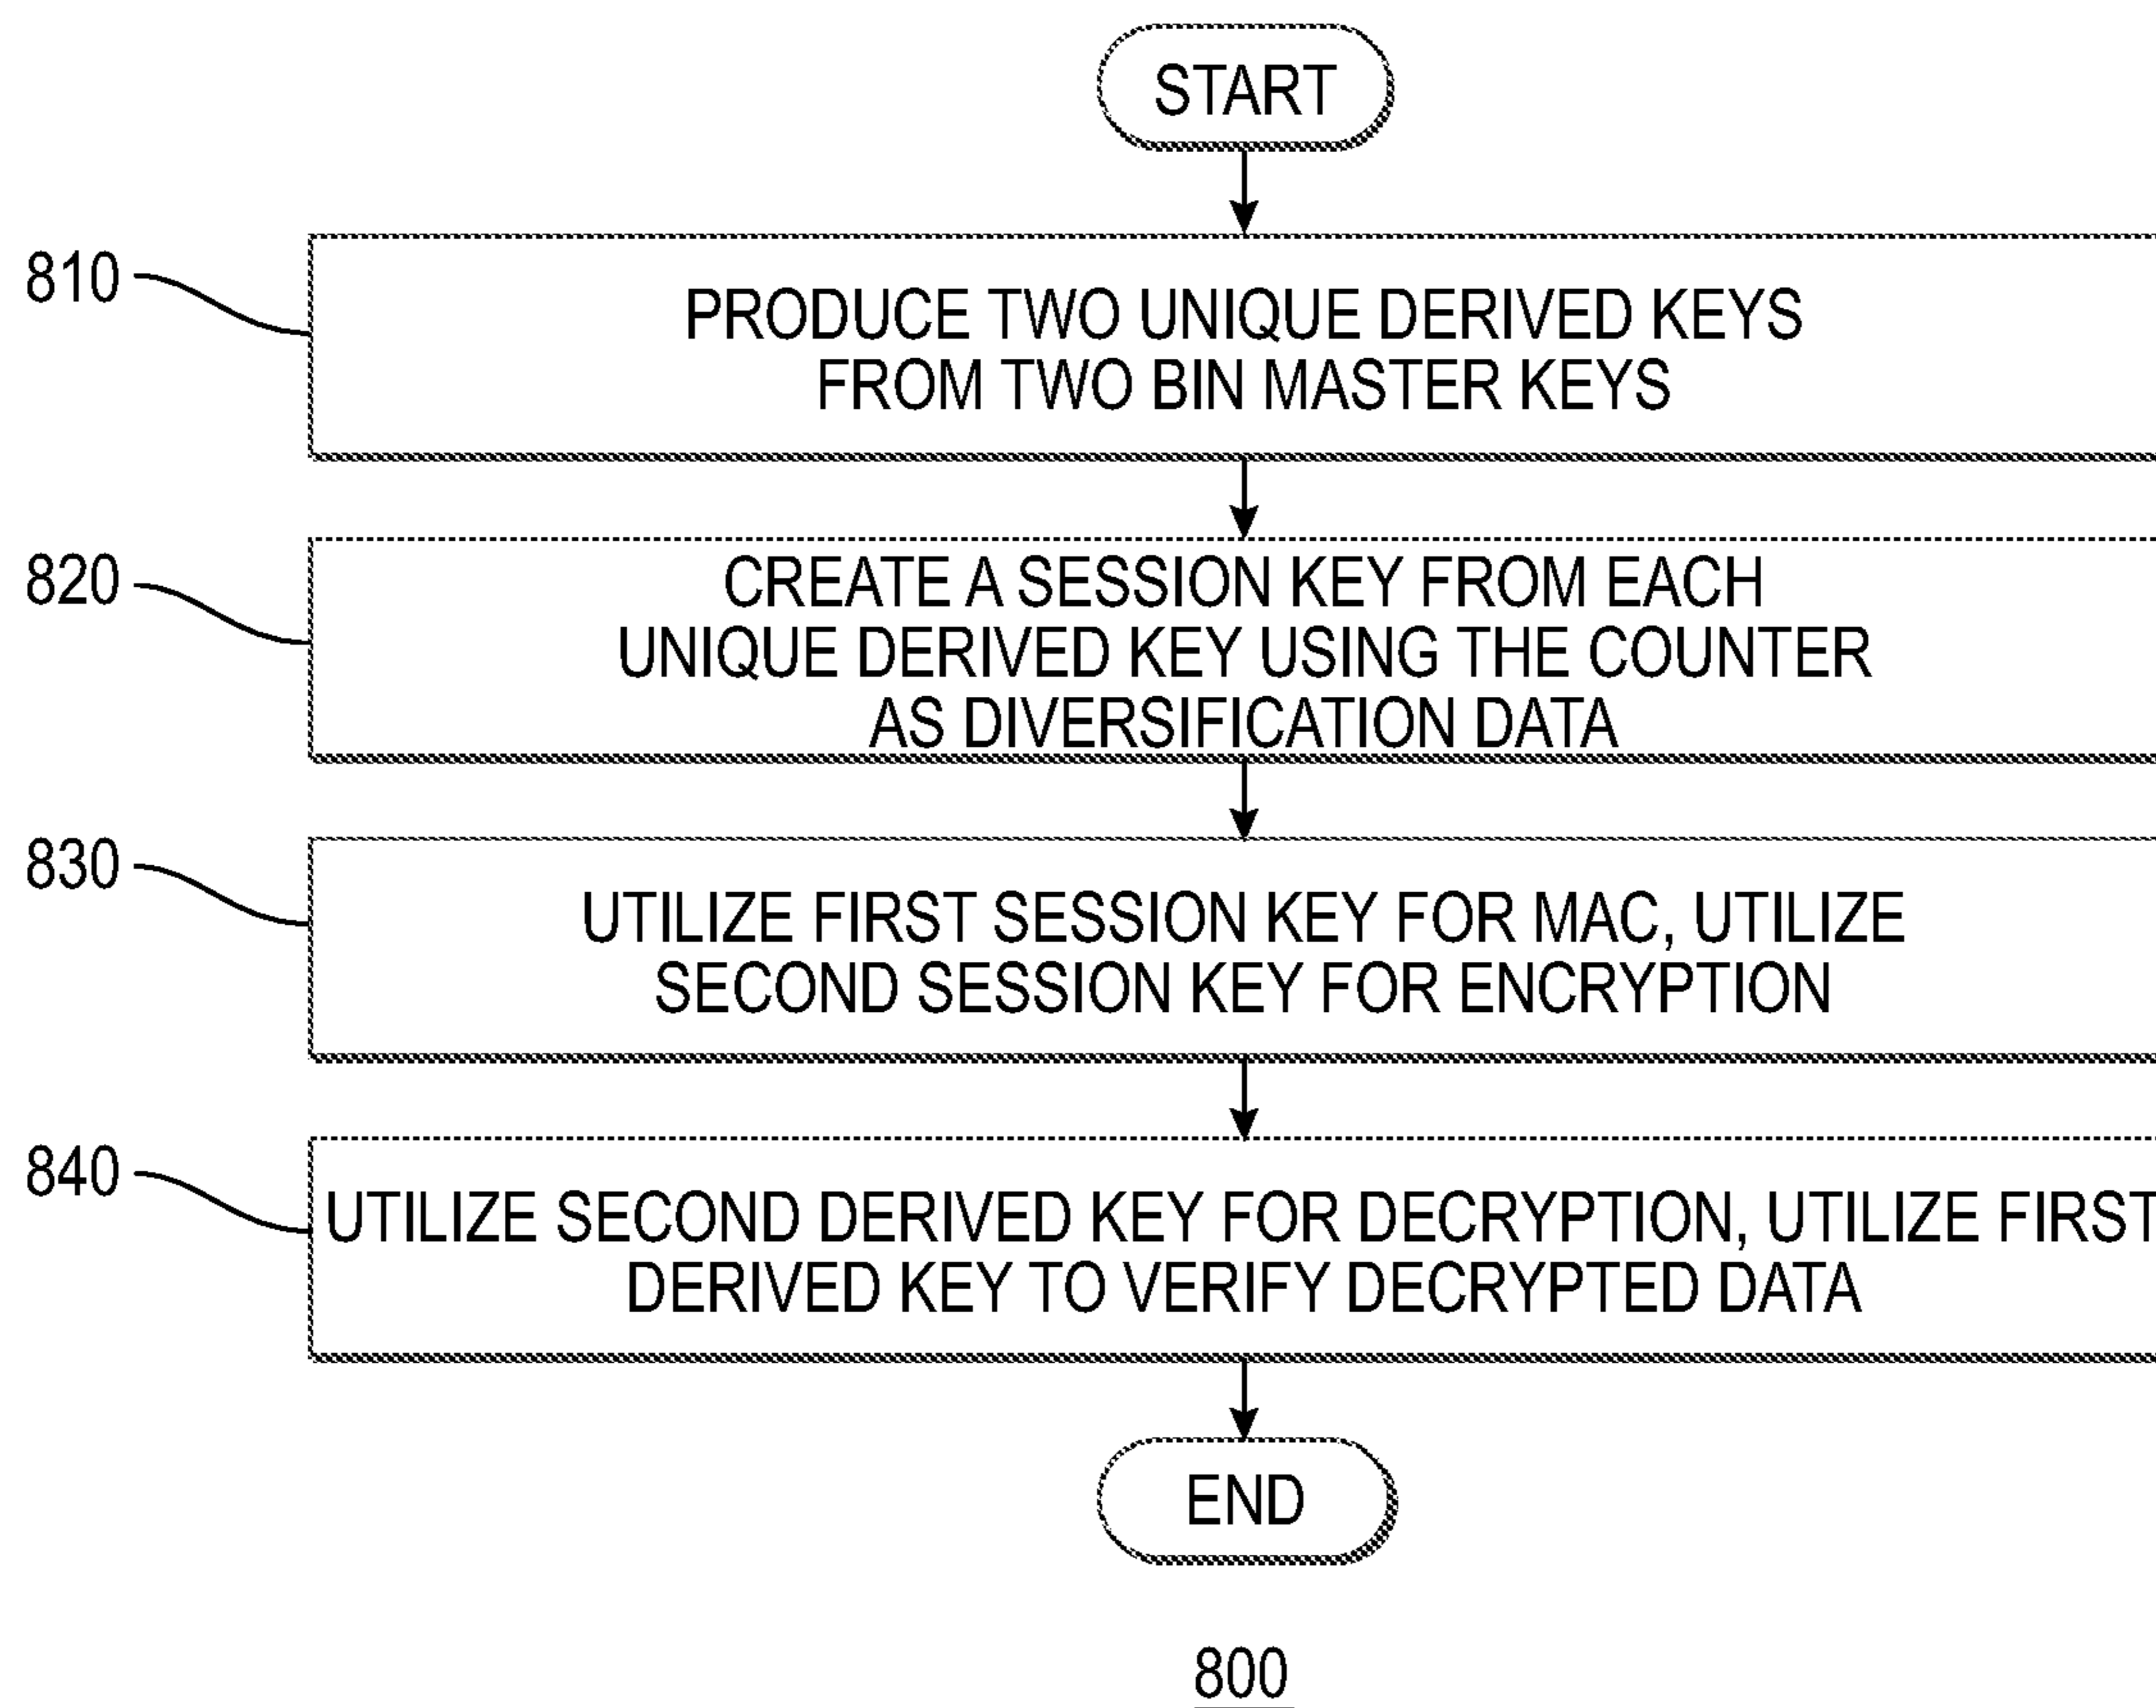 START
810
PRODUCE TWO UNIQUE DERIVED KEYS
FROM TWO BIN MASTER KEYS
820
CREATE A SESSION KEY FROM EACH
UNIQUE DERIVED KEY USING THE COUNTER
AS DIVERSIFICATION DATA
830
UTILIZE FIRST SESSION KEY FOR MAC, UTILIZE
SECOND SESSION KEY FOR ENCRYPTION
840
UTILIZE SECOND DERIVED KEY FOR DECRYPTION, UTILIZE FIRST
DERIVED KEY TO VERIFY DECRYPTED DATA
END
800